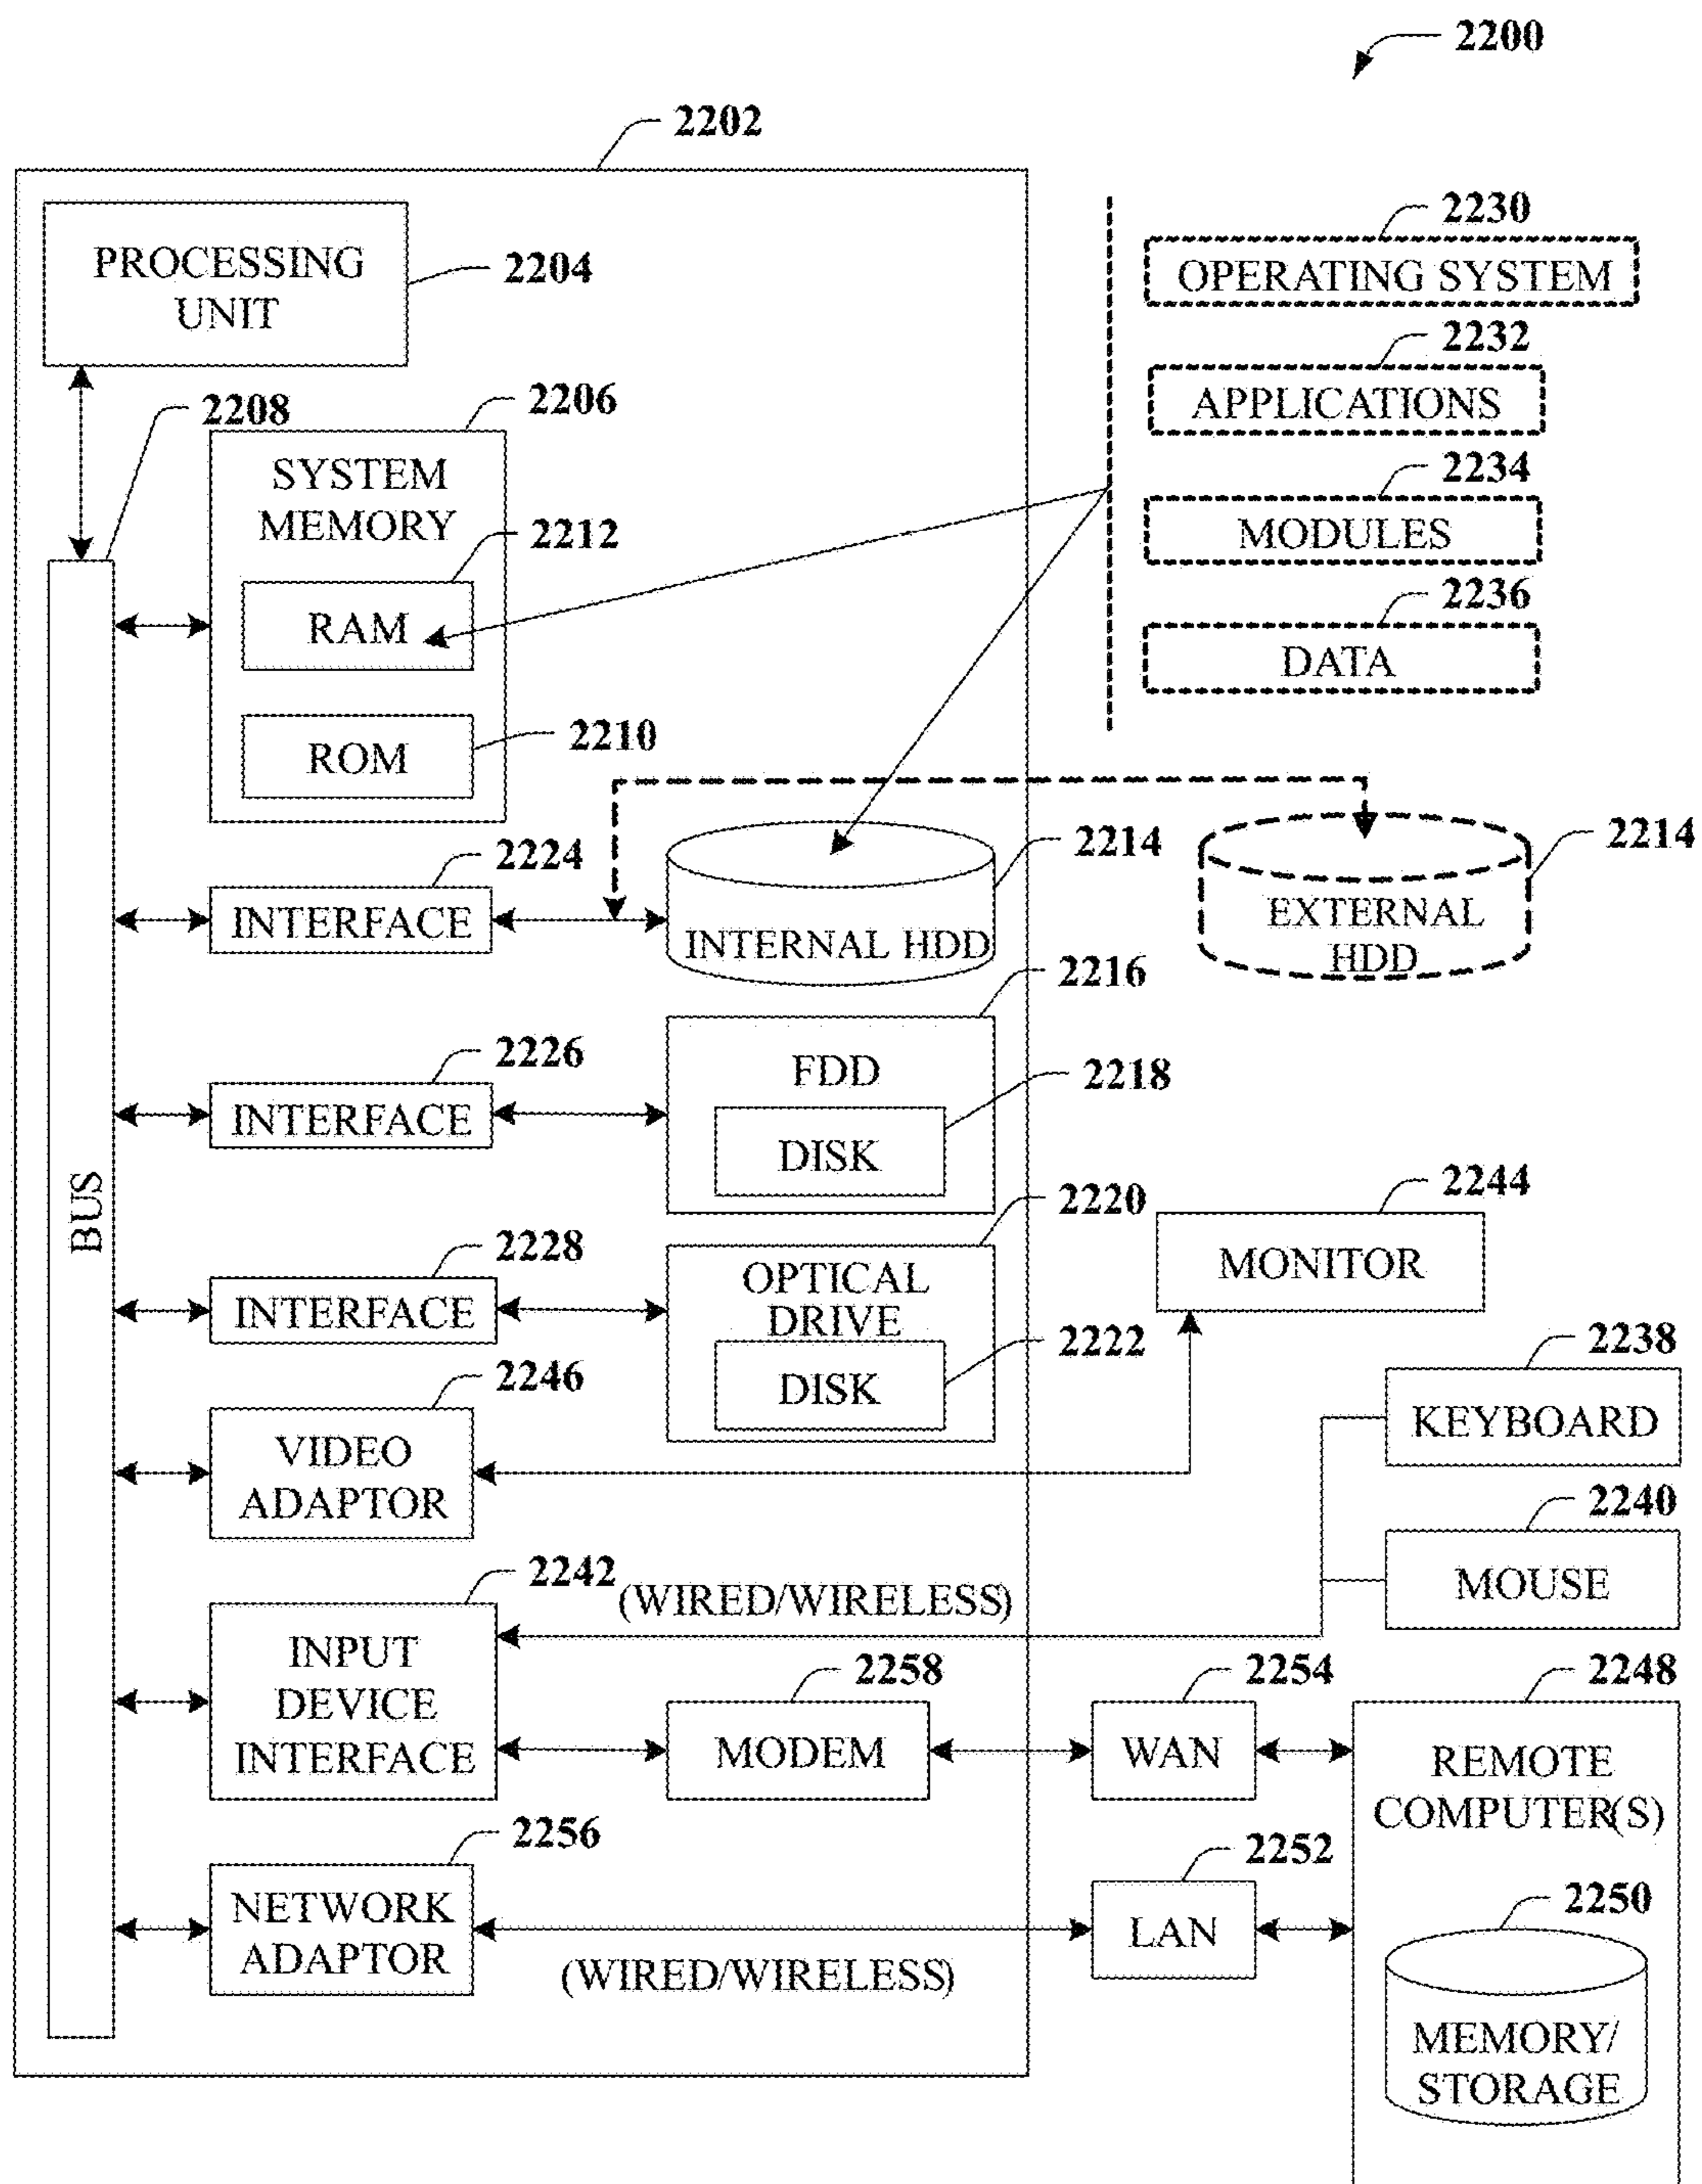 2200
2202
PROCESSING
UNIT
2204
2230
OPERATING SYSTEM
2232
APPLICATIONS
2234
MODULES
2236
DATA
2208
2206
SYSTEM
MEMORY
2212
RAM
2210
ROM
BUS
2224
INTERFACE
2214
INTERNAL HDD
2214
EXTERNAL
HDD
2216
FDD
2226
INTERFACE
2218
DISK
2220
OPTICAL
DRIVE
2228
INTERFACE
2222
DISK
2244
MONITOR
2246
VIDEO
ADAPTOR
2238
KEYBOARD
2240
MOUSE
2242
(WIRED/WIRELESS)
INPUT
DEVICE
INTERFACE
2258
MODEM
2254
WAN
2248
REMOTE
COMPUTER(S)
2256
NETWORK
ADAPTOR
(WIRED/WIRELESS)
2252
LAN
2250
MEMORY/
STORAGE